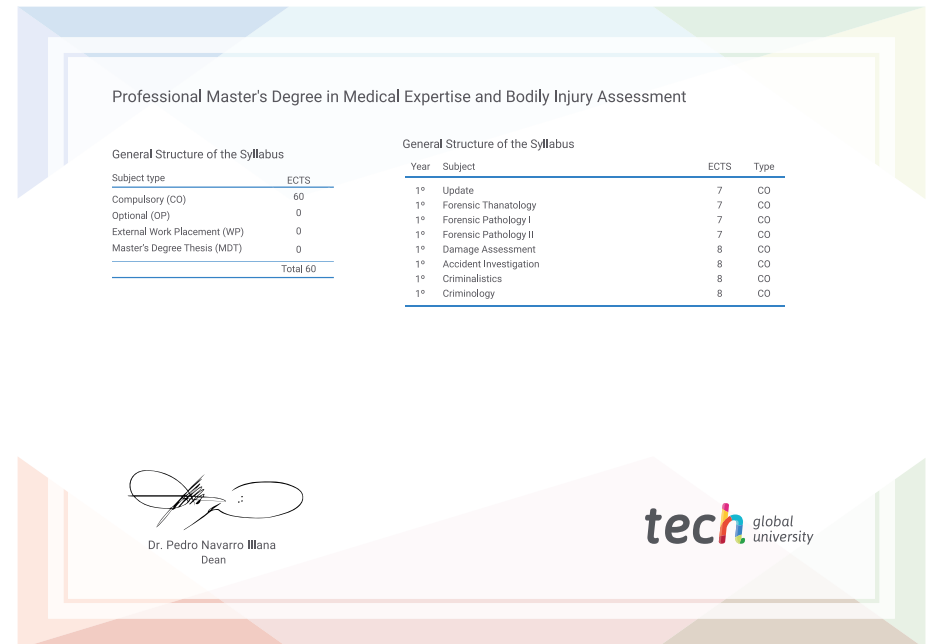 Professional Master's Degree in Medical Expertise and Bodily Injury Assessment
General Structure of the Syllabus
Subject type ECTS
Compulsory (CO) 60
Optional (OP) 0
External Work Placement (WP) 0
Master's Degree Thesis (MDT) 0
Total 60
General Structure of the Syllabus
Year Subject ECTS Type
1º Update 7 CO
1º Forensic Thanatology 7 CO
1º Forensic Pathology I 7 CO
1º Forensic Pathology II 7 CO
1º Damage Assessment 8 CO
1º Accident Investigation 8 CO
1º Criminalistics 8 CO
1º Criminology 8 CO
Dr. Pedro Navarro Illana
Dean
tech global
university